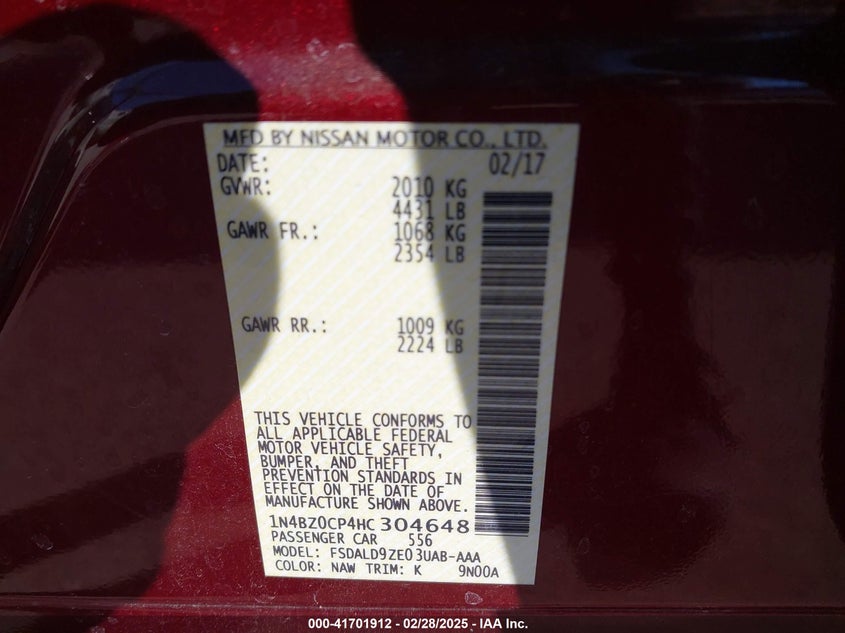 MFD BY NISSAN MOTOR CO., LTD.
DATE: 02/17
GVWR: 2010 KG
4431 LB
GAWR FR.: 1068 KG
2354 LB
GAWR RR.: 1009 KG
2224 LB
THIS VEHICLE CONFORMS TO
ALL APPLICABLE FEDERAL
MOTOR VEHICLE SAFETY,
BUMPER, AND THEFT
PREVENTION STANDARDS IN
EFFECT ON THE DATE OF
MANUFACTURE SHOWN ABOVE.
1N4BZ0CP4HC304648
PASSENGER CAR 556
MODEL: FSDALD9ZE03UAB-AAA
COLOR: NAW TRIM: K 9N00A
000-41701912 - 02/28/2025 - IAA Inc.